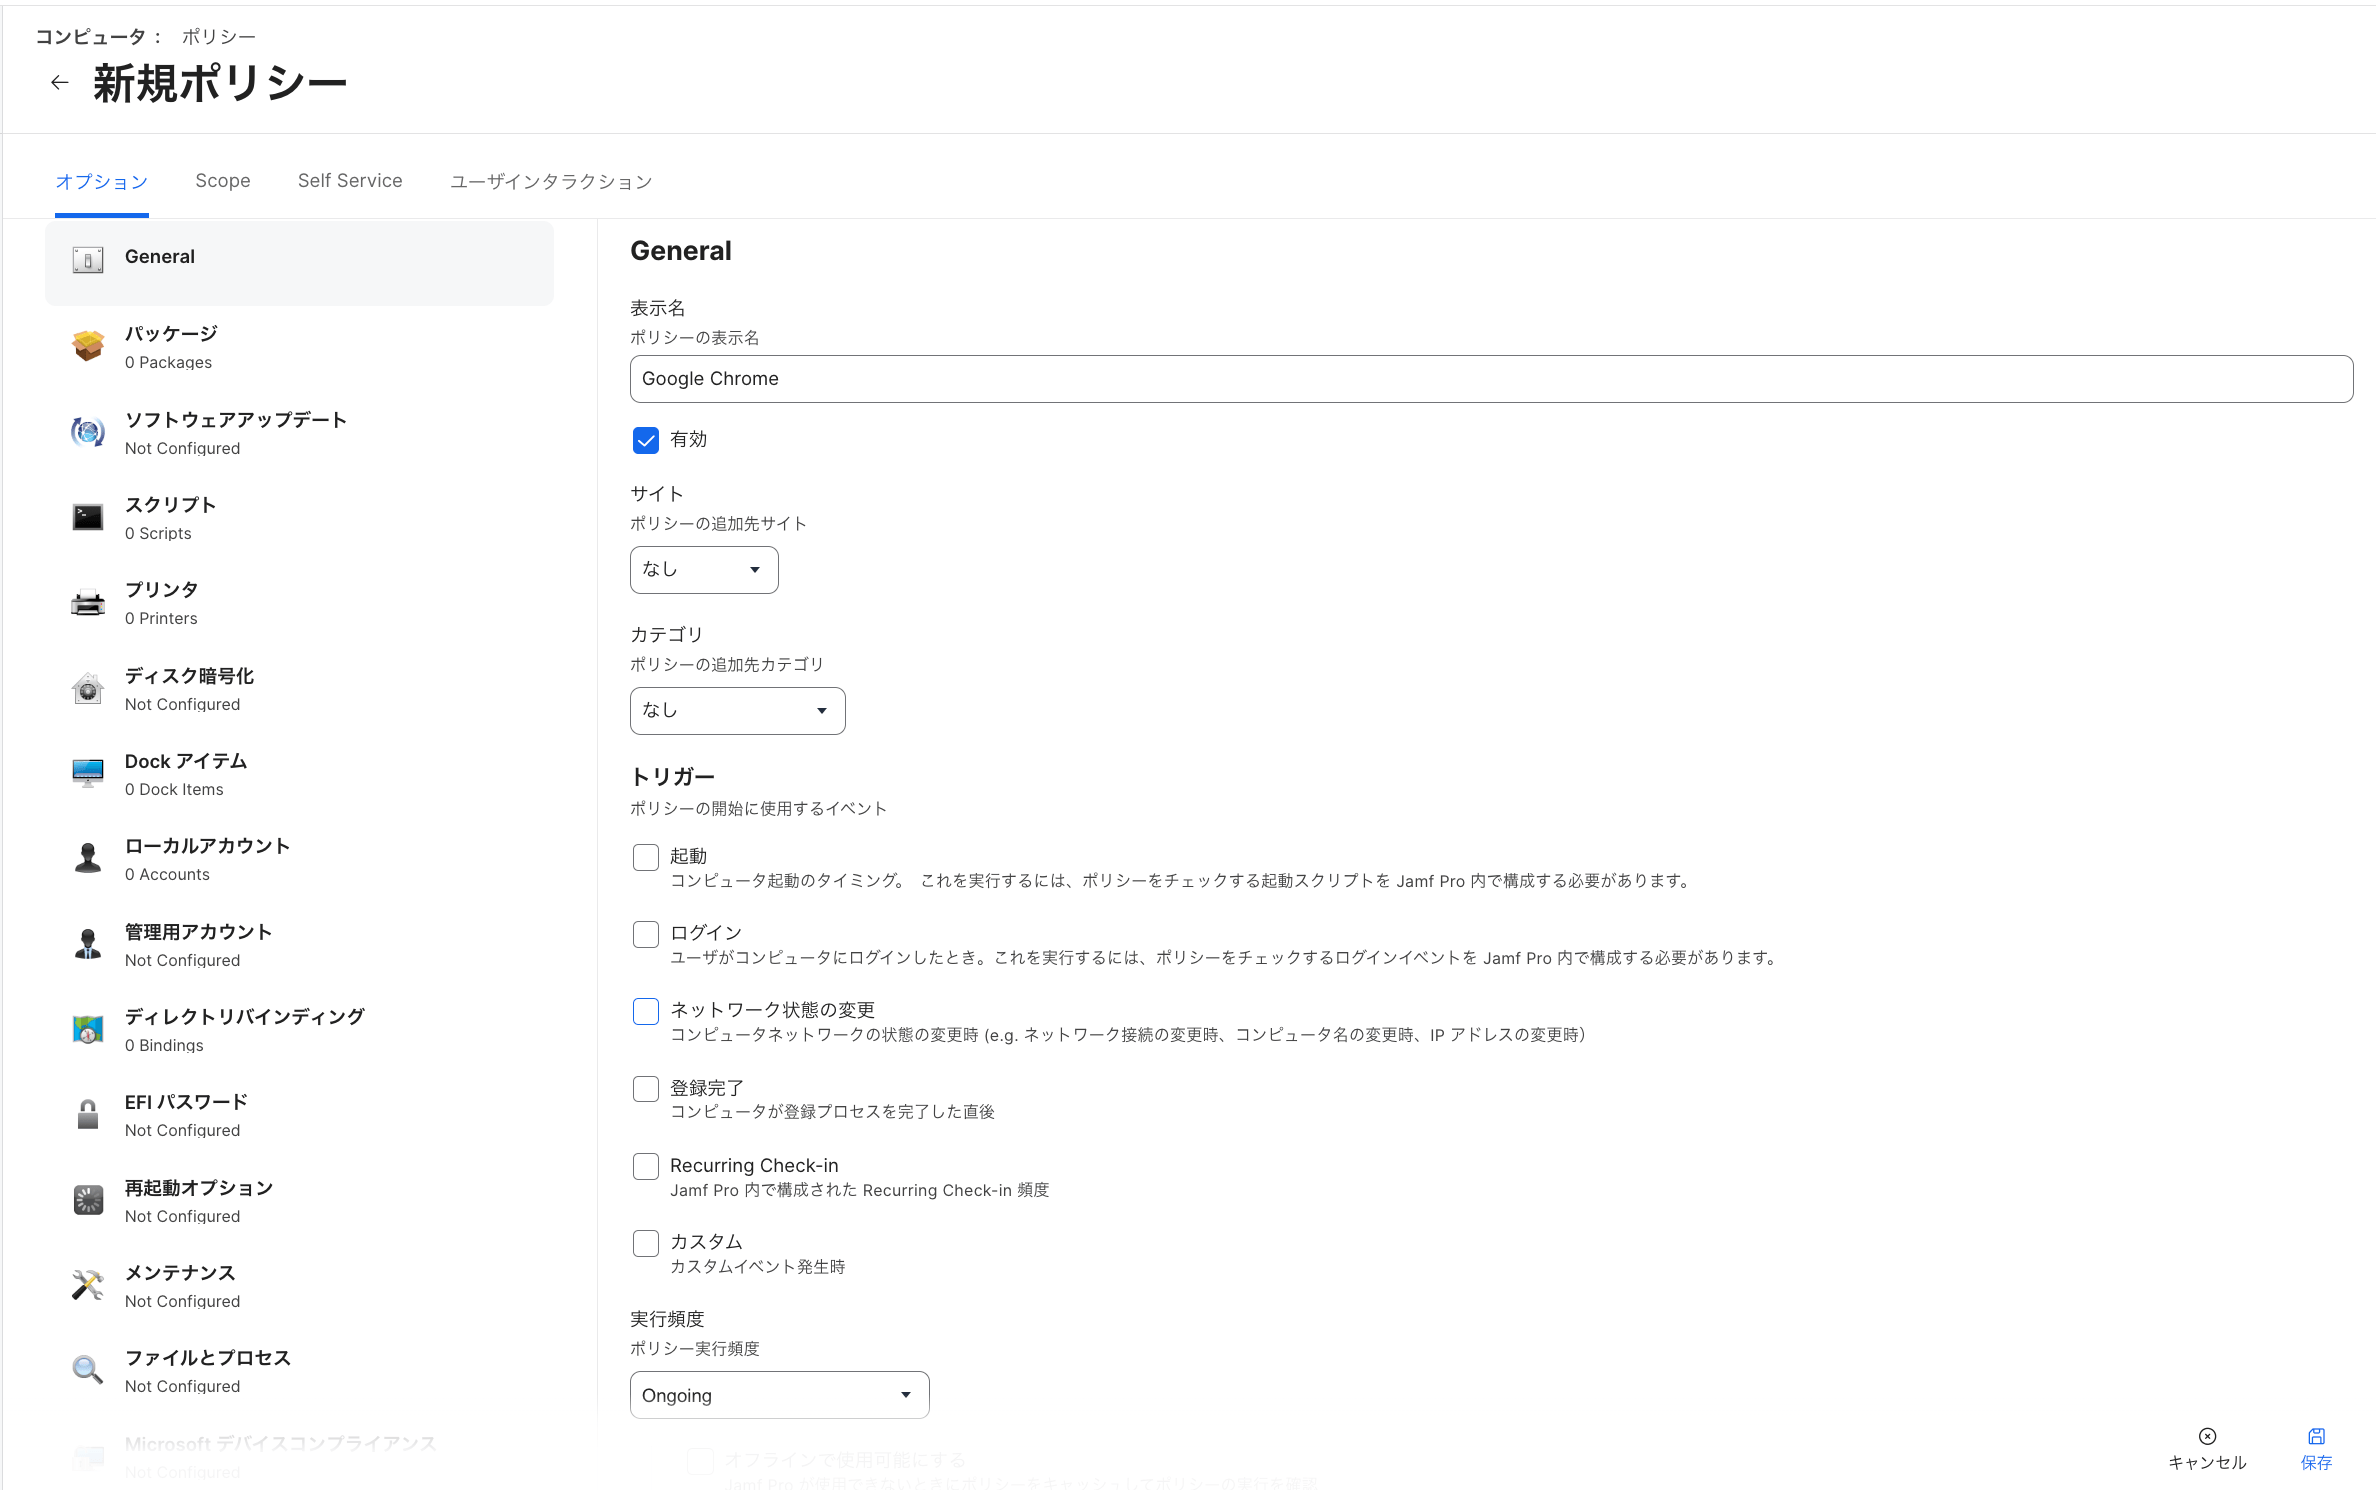 コンピュータ： ポリシー
新規ポリシー
オプション Scope Self Service ユーザインタラクション
General
パッケージ
0 Packages
ソフトウェアアップデート
Not Configured
スクリプト
0 Scripts
プリンタ
0 Printers
ディスク暗号化
Not Configured
Dock アイテム
0 Dock Items
ローカルアカウント
0 Accounts
管理用アカウント
Not Configured
ディレクトリバインディング
0 Bindings
EFI パスワード
Not Configured
再起動オプション
Not Configured
メンテナンス
Not Configured
ファイルとプロセス
Not Configured
Microsoft デバイスコンプライアンス
Not Configured
General
表示名
ポリシーの表示名
Google Chrome
有効
サイト
ポリシーの追加先サイト
なし
カテゴリ
ポリシーの追加先カテゴリ
なし
トリガー
ポリシーの開始に使用するイベント
起動
コンピュータ起動のタイミング。 これを実行するには、ポリシーをチェックする起動スクリプトを Jamf Pro 内で構成する必要があります。
ログイン
ユーザがコンピュータにログインしたとき。これを実行するには、ポリシーをチェックするログインイベントを Jamf Pro 内で構成する必要があります。
ネットワーク状態の変更
コンピュータネットワークの状態の変更時 (e.g. ネットワーク接続の変更時、コンピュータ名の変更時、IP アドレスの変更時）
登録完了
コンピュータが登録プロセスを完了した直後
Recurring Check-in
Jamf Pro 内で構成された Recurring Check-in 頻度
カスタム
カスタムイベント発生時
実行頻度
ポリシー実行頻度
Ongoing
オフラインで使用可能にする
Jamf Pro が使用できないときにポリシーをキャッシュしてポリシーの実行を確認
キャンセル
保存